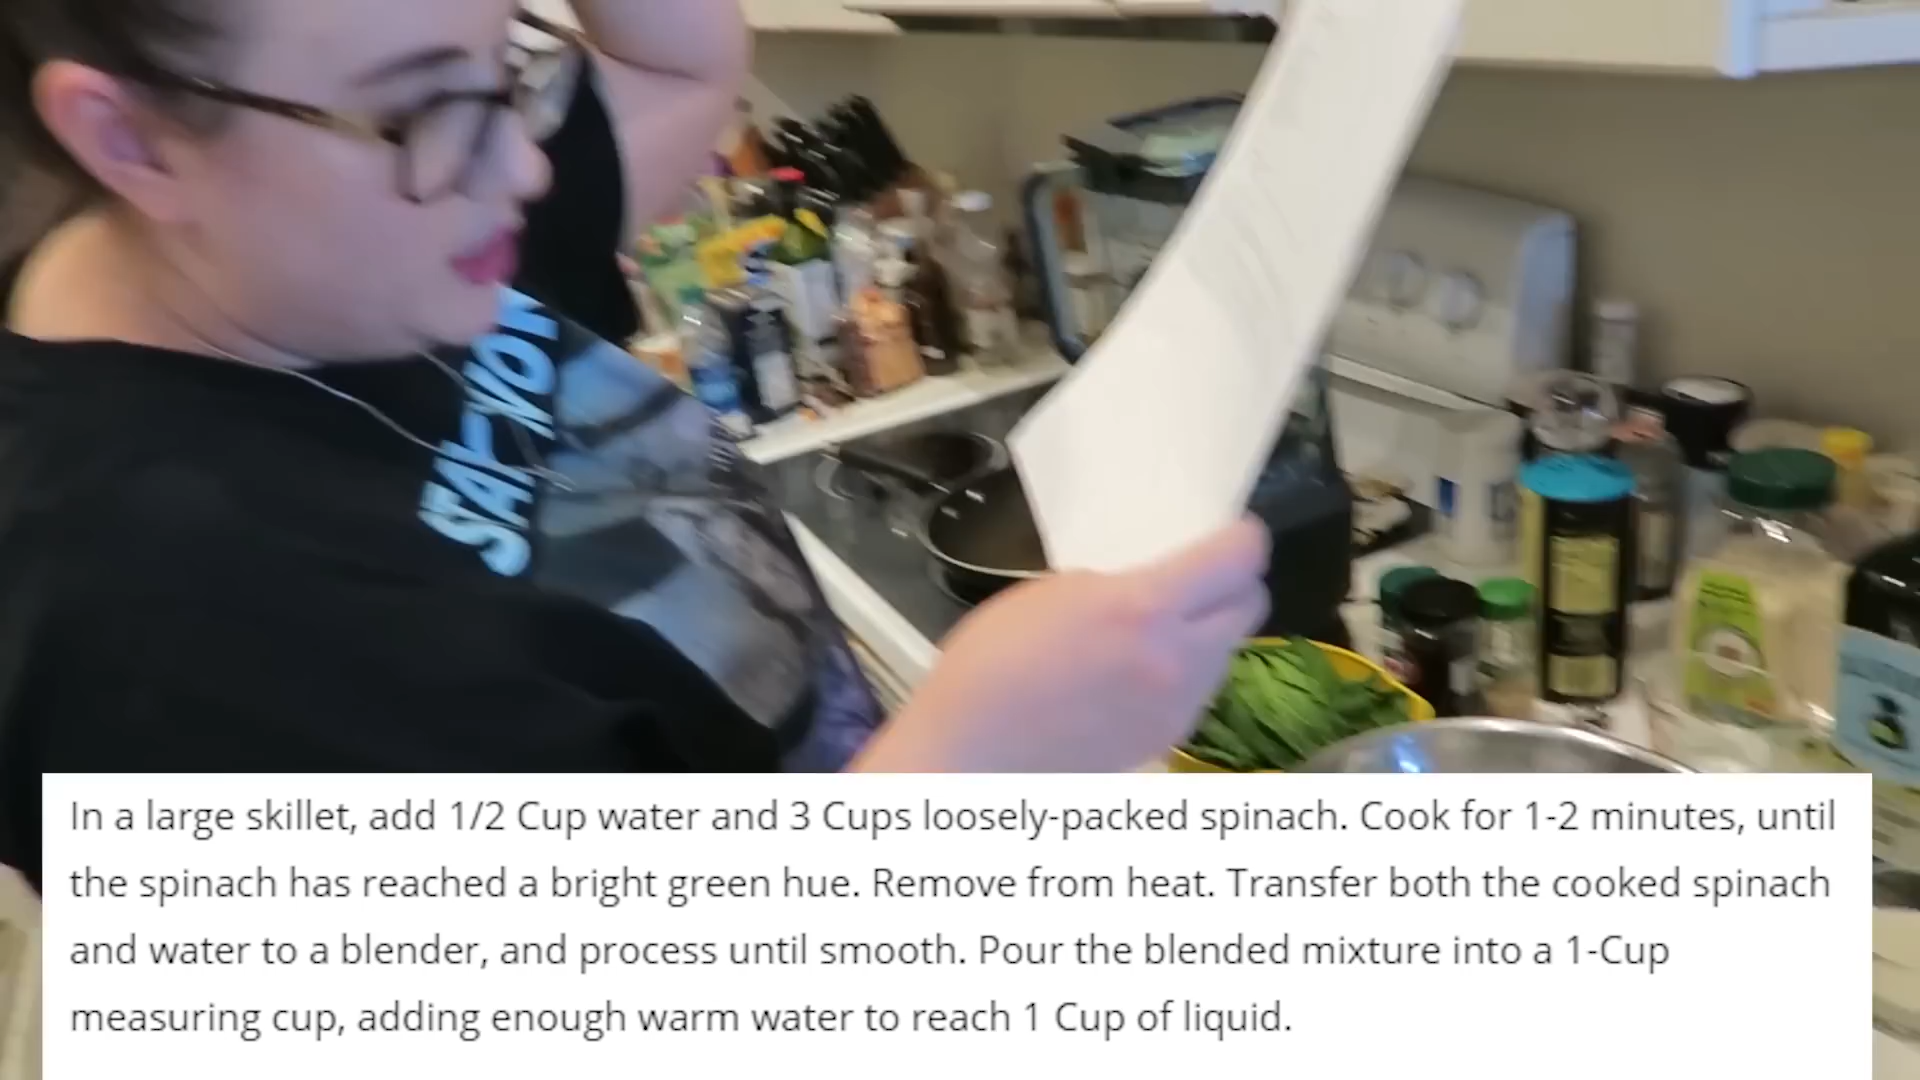 SAY-WON
In a large skillet, add 1/2 Cup water and 3 Cups loosely-packed spinach. Cook for 1-2 minutes, until
the spinach has reached a bright green hue. Remove from heat. Transfer both the cooked spinach
and water to a blender, and process until smooth. Pour the blended mixture into a 1-Cup
measuring cup, adding enough warm water to reach 1 Cup of liquid.